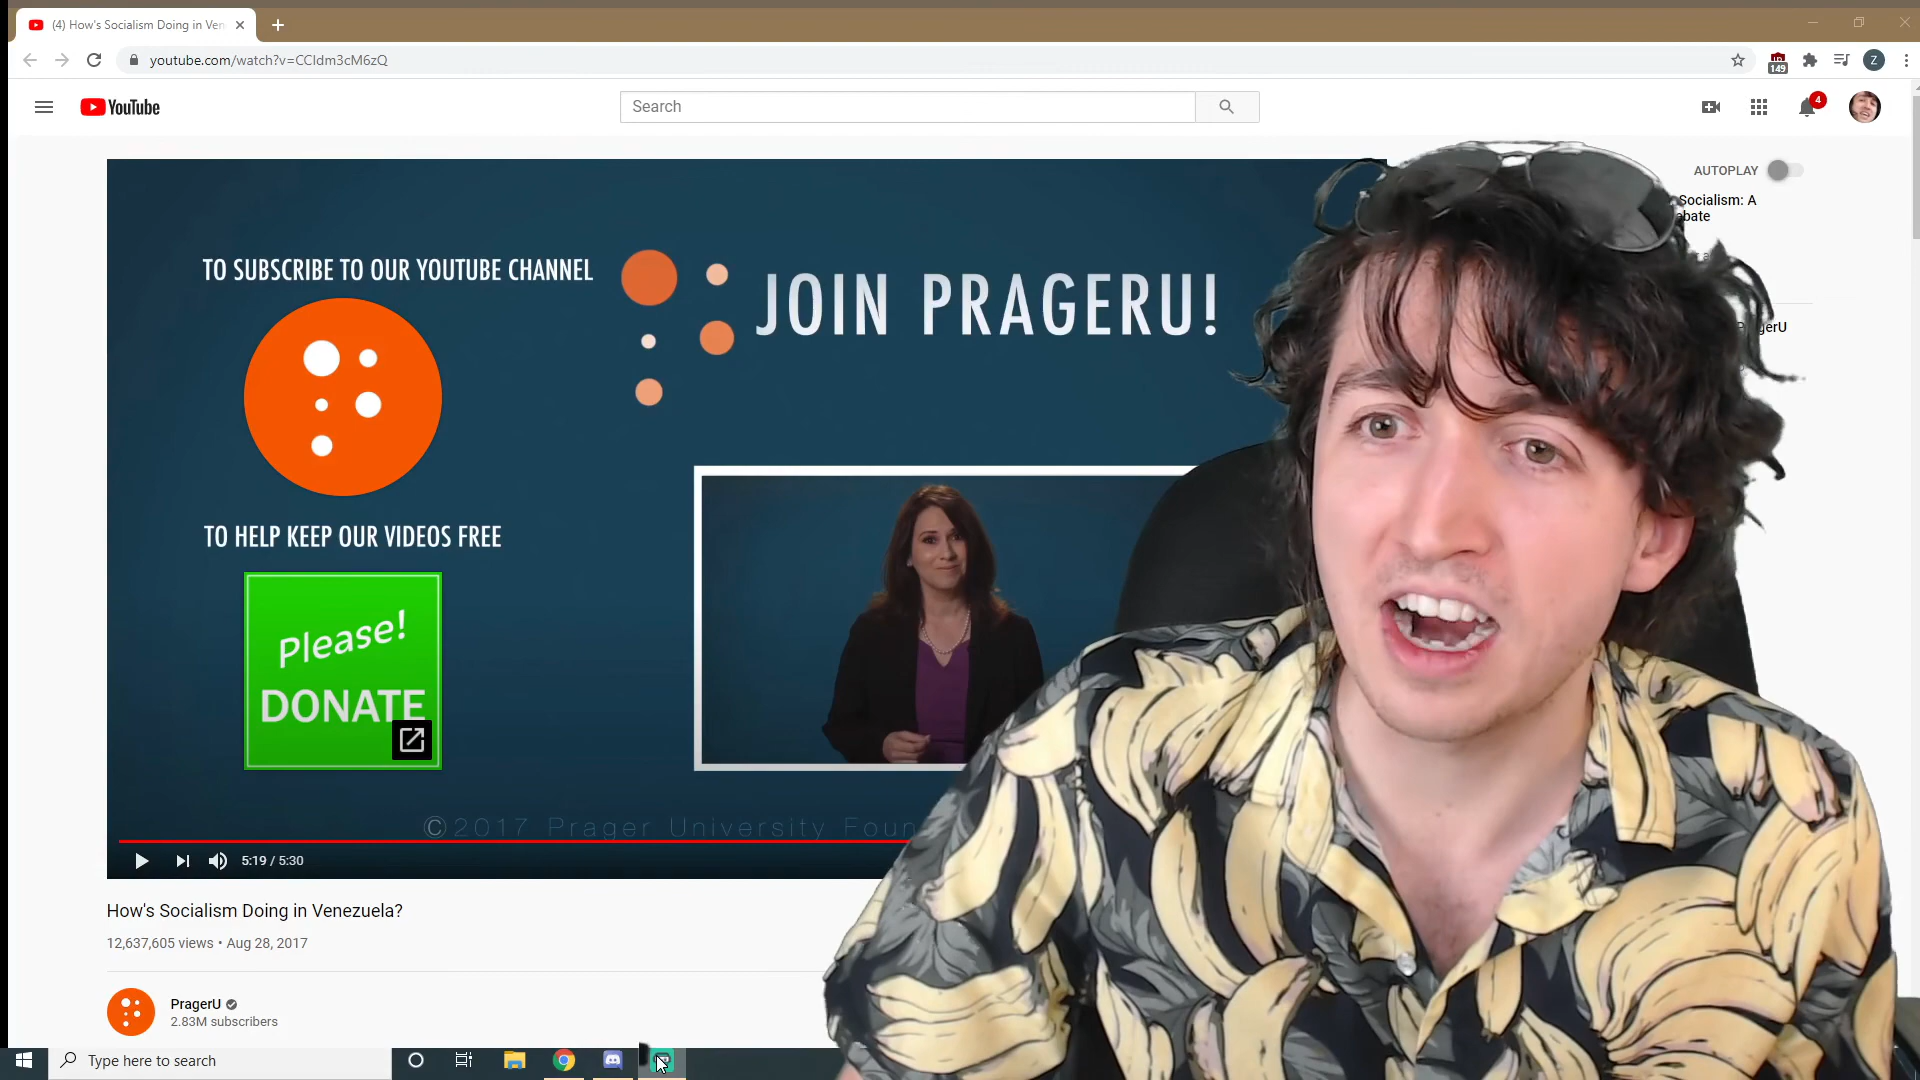 (4) How's Socialism Doing in Ven
youtube.com/watch?v=CCIdm3cM6zQ
149
Z
YouTube
Search
4
AUTOPLAY
Socialism: A
bate
TO SUBSCRIBE TO OUR YOUTUBE CHANNEL
JOIN PRAGERU!
gerU
TO HELP KEEP OUR VIDEOS FREE
Please!
DONATE
©2017 Prager University Foun
5:19 / 5:30
How's Socialism Doing in Venezuela?
12,637,605 views • Aug 28, 2017
PragerU
2.83M subscribers
Type here to search